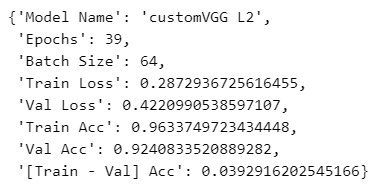 {'Model Name': 'customVGG L2',
'Epochs': 39,
'Batch Size': 64,
'Train Loss': 0.2872936725616455,
'Val Loss': 0.4220990538597107,
'Train Acc': 0.9633749723434448,
'Val Acc': 0.9240833520889282,
'[Train - Val] Acc': 0.0392916202545166}